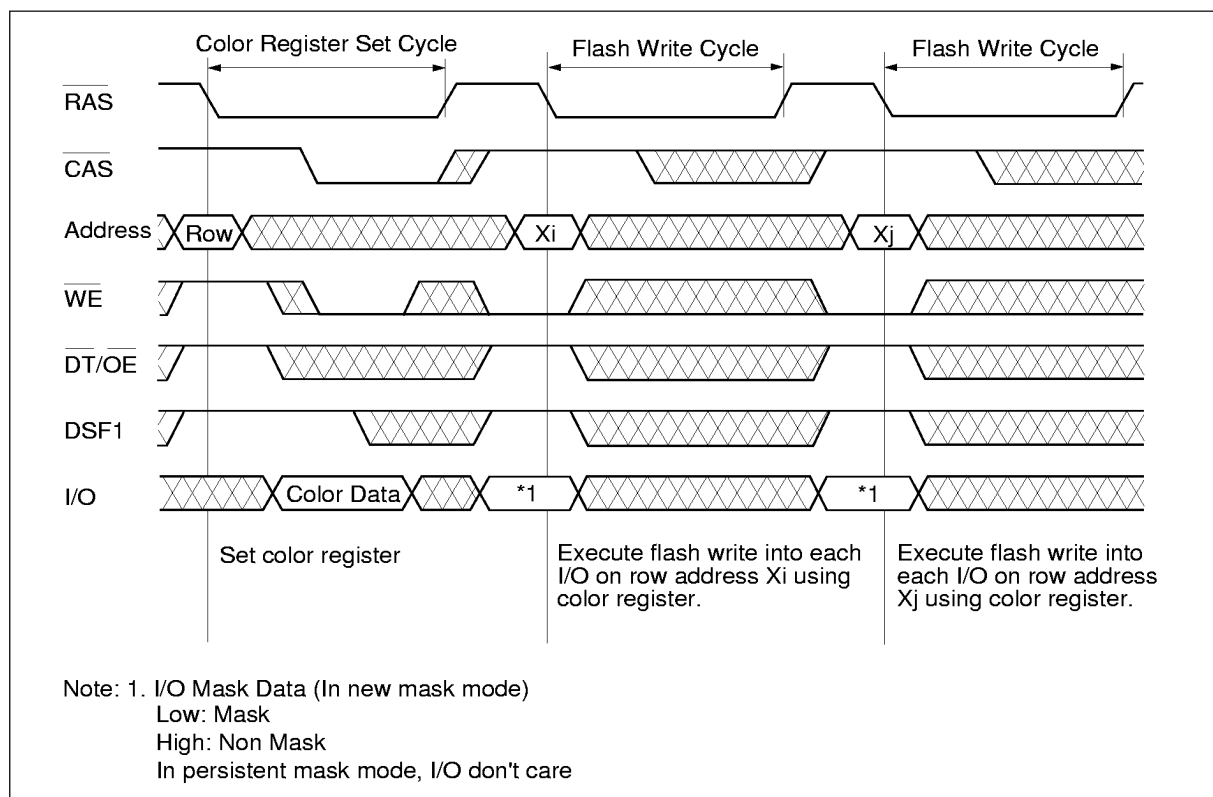 Color Register Set Cycle
Flash Write Cycle
Flash Write Cycle
RAS
CAS
Address
Row
Xi
Xj
WE
DT/OE
DSF1
I/O
Color Data
*1
*1
Set color register
Execute flash write into each
I/O on row address Xi using
color register.
Execute flash write into
each I/O on row address
Xj using color register.
Note: 1. I/O Mask Data (In new mask mode)
Low: Mask
High: Non Mask
In persistent mask mode, I/O don't care